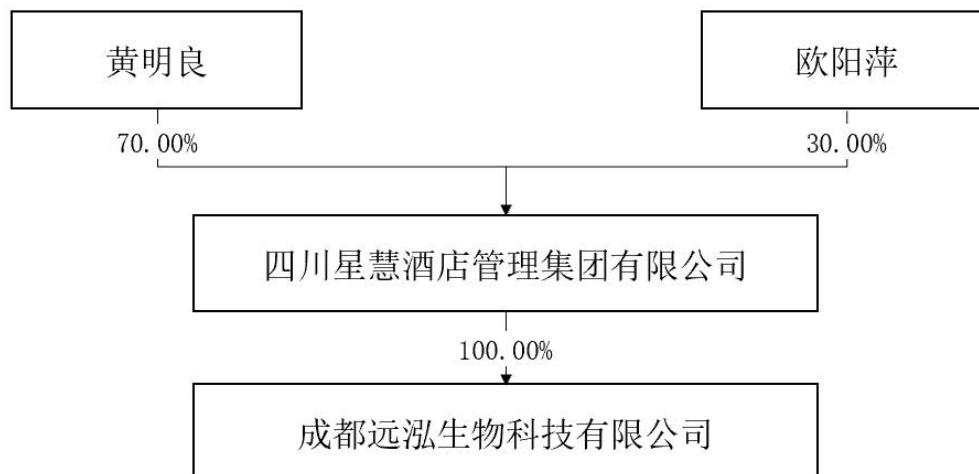 黄明良
欧阳萍
70.00%
30.00%
四川星慧酒店管理集团有限公司
100.00%
成都远泓生物科技有限公司